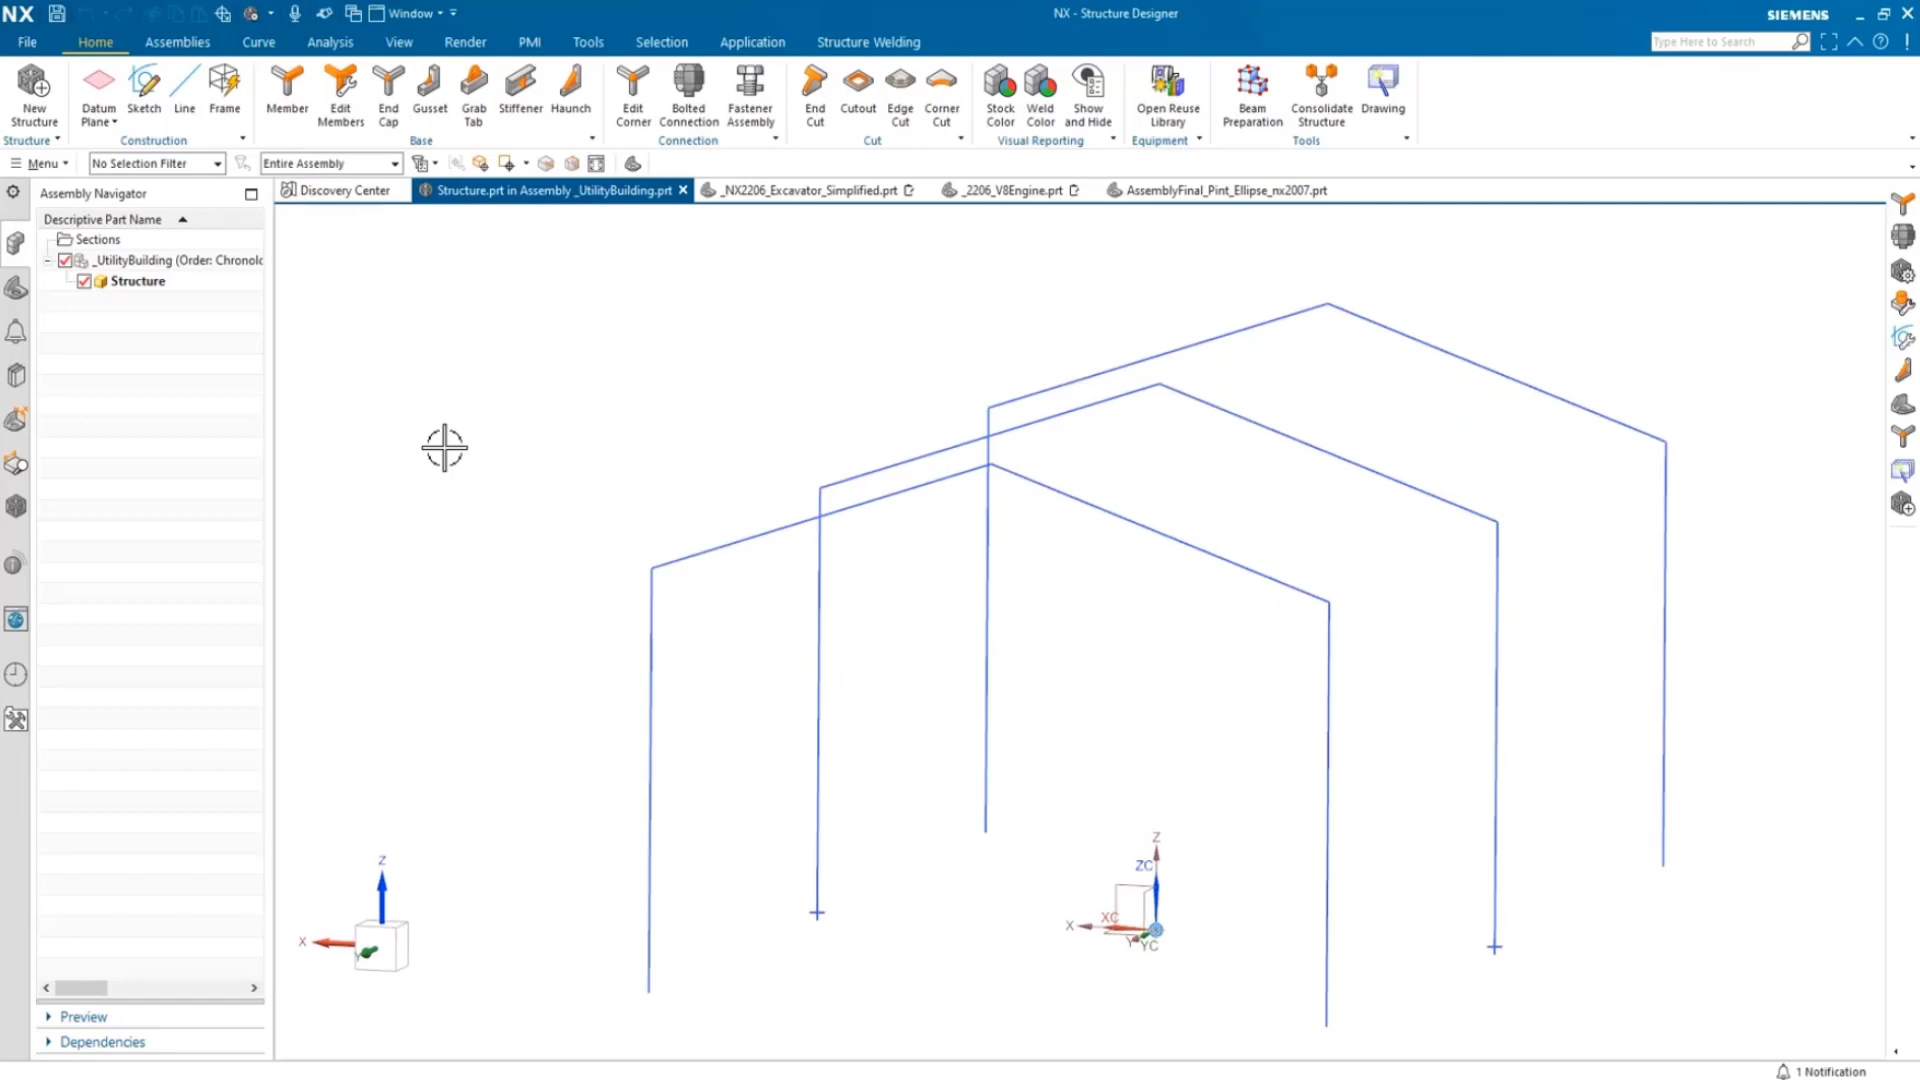 NX
Window
NX - Structure Designer
SIEMENS
File
Home
Assemblies
Curve
Analysis
View
Render
PMI
Tools
Selection
Application
Structure Welding
Type Here to Search
New Structure
Datum Plane
Sketch
Line
Frame
Member
Edit Members
End Cap
Gusset
Grab Tab
Stiffener
Haunch
Edit Corner
Bolted Connection
Fastener Assembly
End Cut
Cutout
Edge Cut
Corner Cut
Stock Color
Weld Color
Show and Hide
Open Reuse Library
Beam Preparation
Consolidate Structure
Drawing
Structure
Construction
Base
Connection
Cut
Visual Reporting
Equipment
Tools
Menu
No Selection Filter
Entire Assembly
Assembly Navigator
Discovery Center
Structure.prt in Assembly _UtilityBuilding.prt
_NX2206_Excavator_Simplified.prt
_2206_V8Engine.prt
AssemblyFinal_Pint_Ellipse_nx2007.prt
Descriptive Part Name
Sections
_UtilityBuilding (Order: Chronolo
Structure
Z
X
Y
Z
ZC
X
XC
Y
YC
Preview
Dependencies
1 Notification